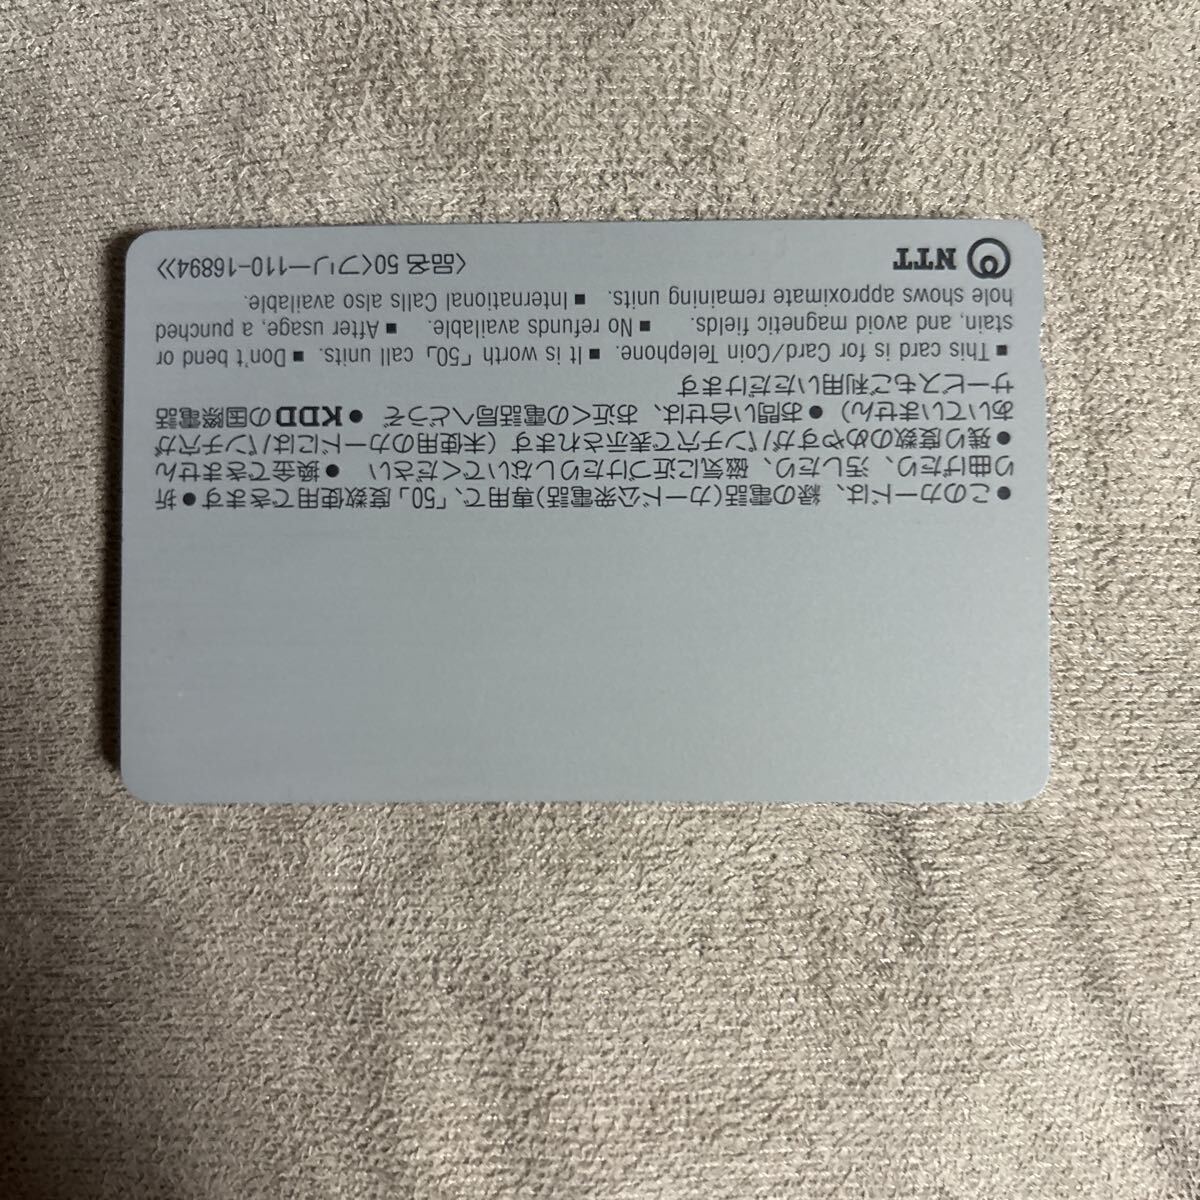 ●このカードは、緑の電話(カード公衆電話)専用で、「50」度数使用できます●折
り曲げたり、汚したり、磁気に近づけたりしないでください ●換金できません
●残り度数のめやすがパンチ穴で表示されます（未使用のカードにはパンチ穴が
あいていません）●お問い合せは、お近くの電話局へどうぞ ●KDDの国際電話
サービスもご利用いただけます
■This card is for Card/Coin Telephone. ■It is worth「50」call units. ■Don't bend or
stain, and avoid magnetic fields. ■No refunds available. ■After usage, a punched
hole shows approximate remaining units. ■International Calls also available.
NTT 〈品名 50〈フリー110-16894〉〉